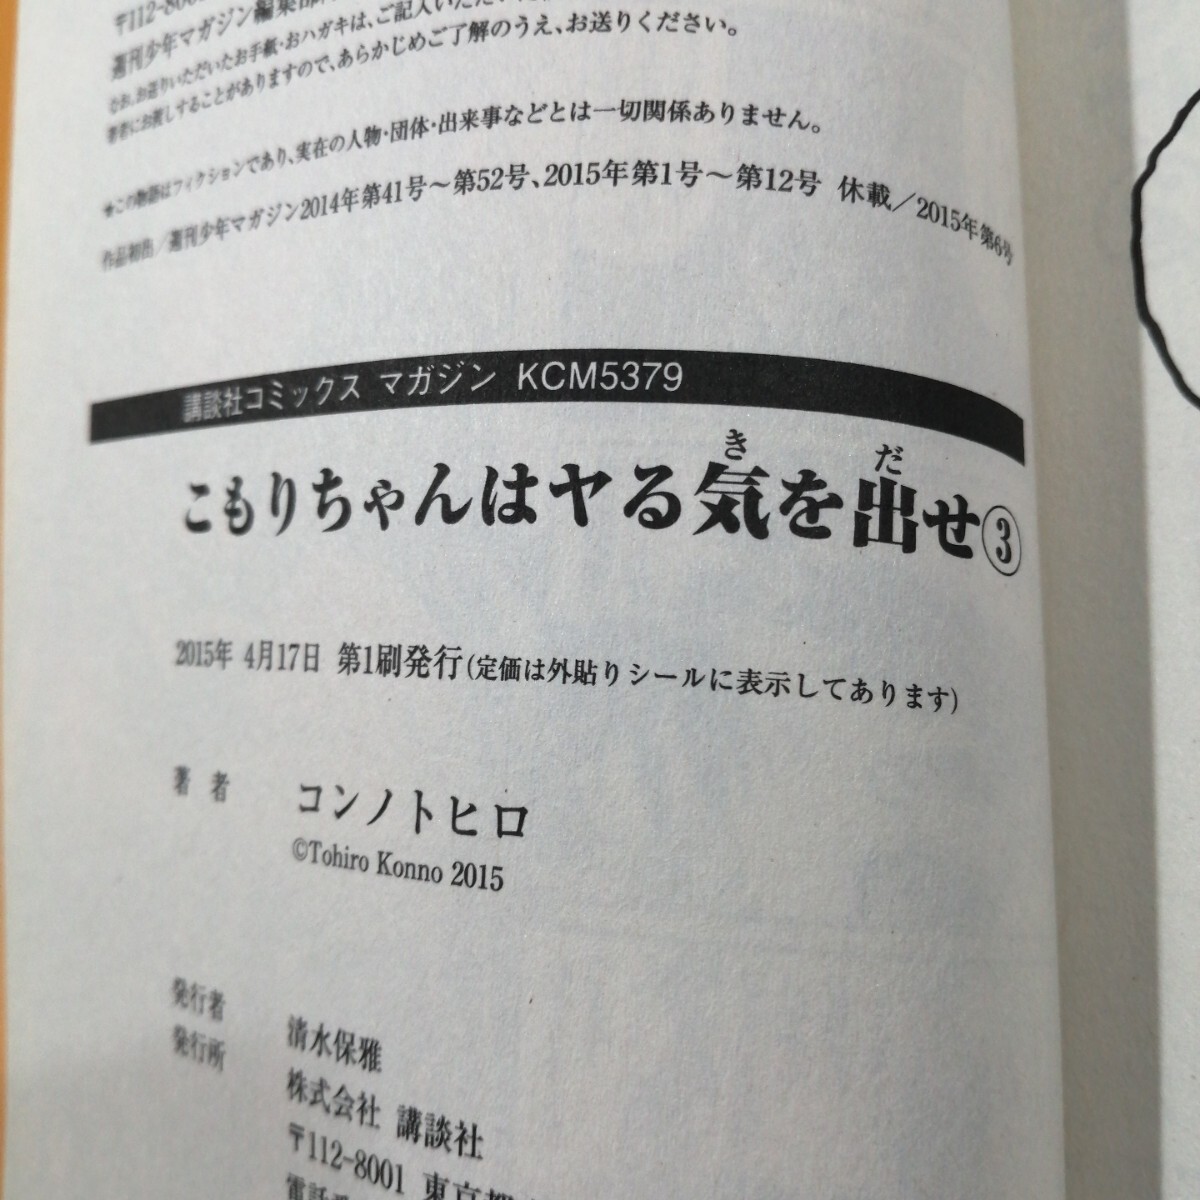 〒112-8001
週刊少年マガジン編集部
なお、お送りいただいたお手紙・おハガキは、ご記入いただいた
著者にお渡しすることがありますので、あらかじめご了解のうえ、お送りください。
★この物語はフィクションであり、実在の人物・団体・出来事などとは一切関係ありません。
作品初出／週刊少年マガジン2014年第41号〜第52号、2015年第1号〜第12号 休載／2015年第6号
講談社コミックス マガジン KCM5379
き だ
こもりちゃんはヤる気を出せ③
2015年 4月17日 第1刷発行(定価は外貼りシールに表示してあります)
著 者 コンノトヒロ
©Tohiro Konno 2015
発行者 清水保雅
発行所 株式会社 講談社
〒112-8001 東京都